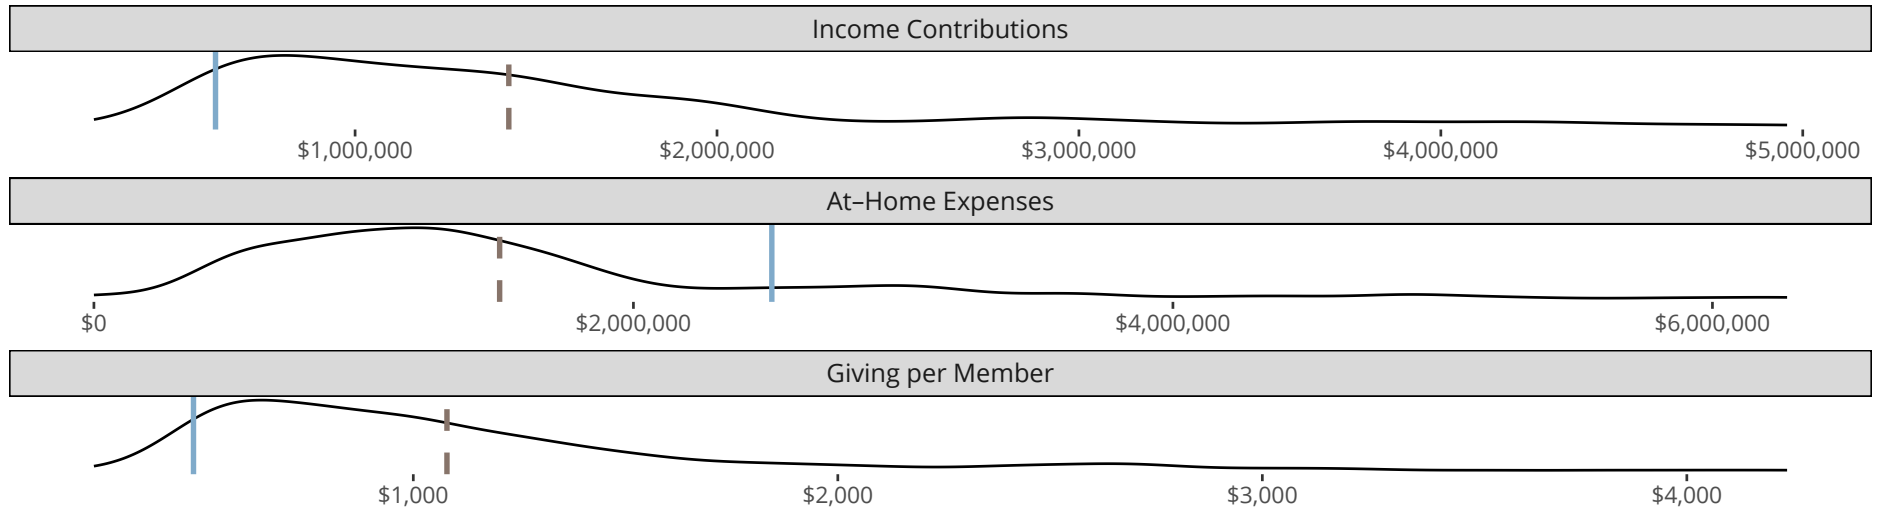 Income Contributions
$1,000,000 $2,000,000 $3,000,000 $4,000,000 $5,000,000
At–Home Expenses
$0 $2,000,000 $4,000,000 $6,000,000
Giving per Member
$1,000 $2,000 $3,000 $4,000